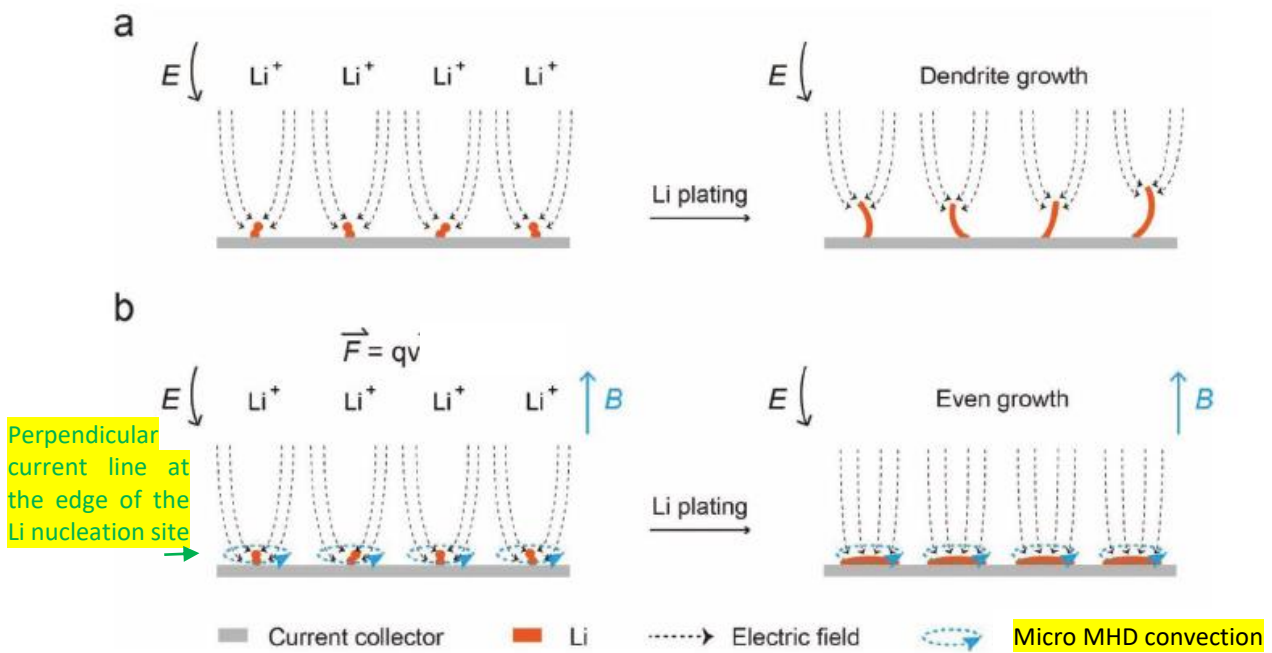 a
E Li+ Li+ Li+ Li+ E Dendrite growth
Li plating
b
F = qv
E Li+ Li+ Li+ Li+ B E Even growth B
Perpendicular
current line at
the edge of the
Li nucleation site
Li plating
Current collector Li Electric field Micro MHD convection